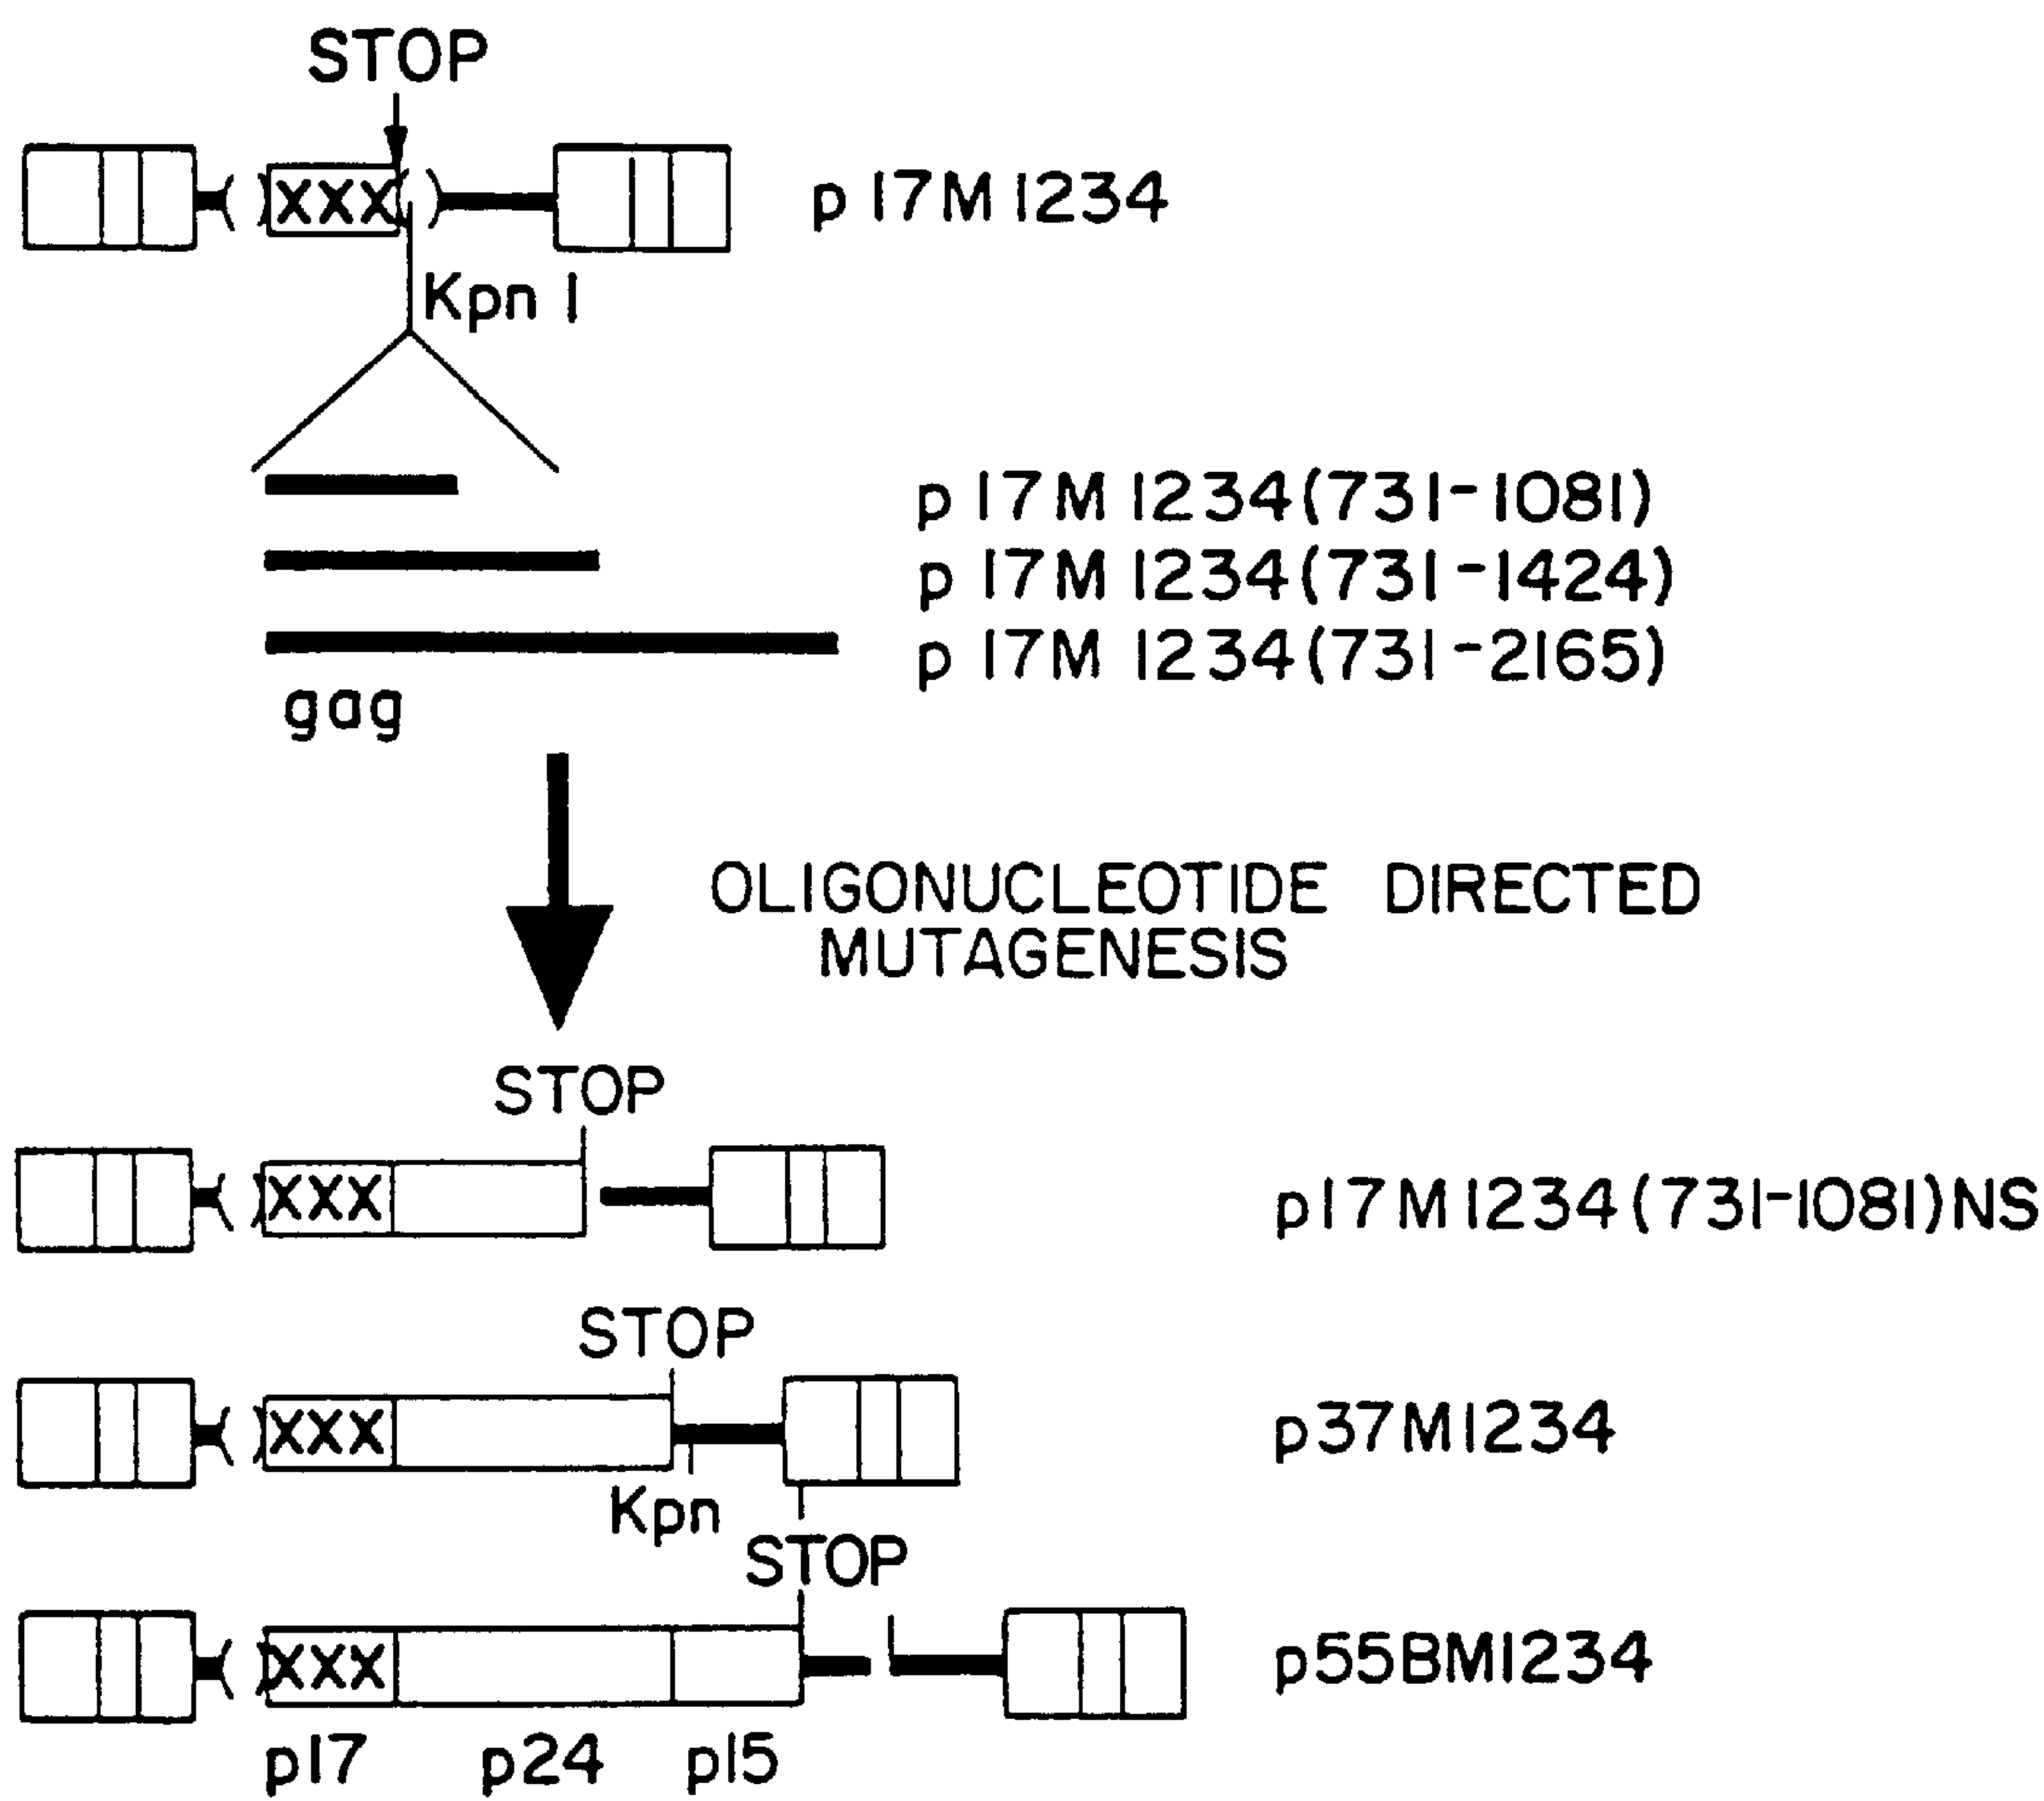 STOP
XXX
p17M1234
Kpn I
p17M1234(731-1081)
p17M1234(731-1424)
p17M1234(731-2165)
gag
OLIGONUCLEOTIDE DIRECTED
MUTAGENESIS
STOP
XXX
p17M1234(731-1081)NS
STOP
XXX
p37M1234
Kpn
STOP
XXX
p55BM1234
p17 p24 p15